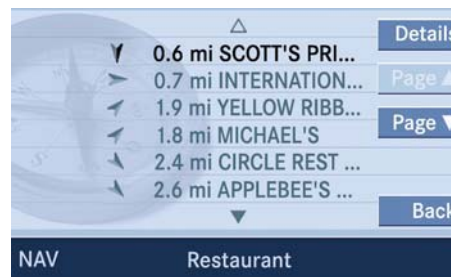 0.6 mi SCOTT'S PRI...
0.7 mi INTERNATION...
1.9 mi YELLOW RIBB...
1.8 mi MICHAEL'S
2.4 mi CIRCLE REST ...
2.6 mi APPLEBEE'S ...
Details
Page
Page
Back
NAV Restaurant